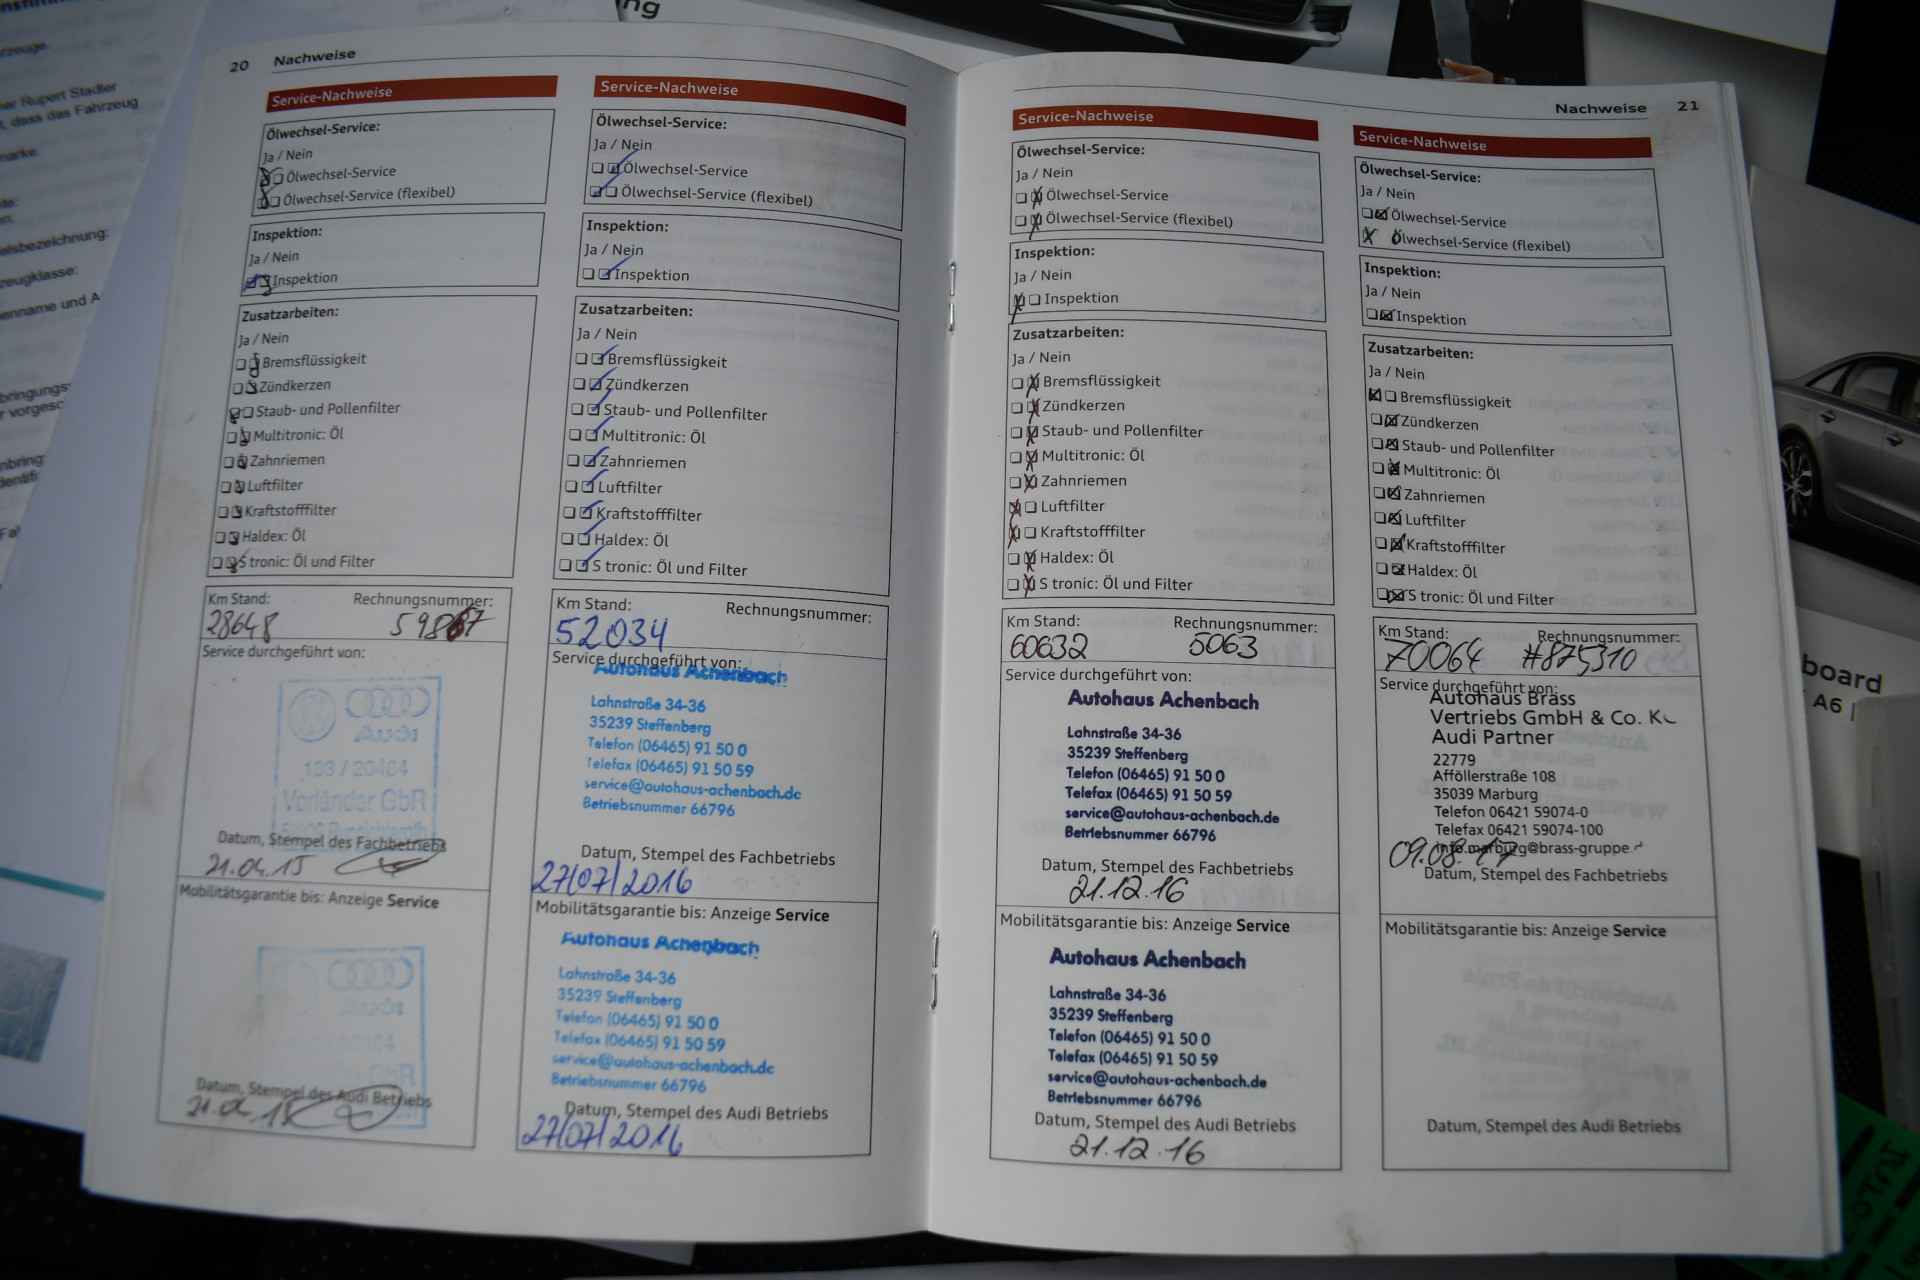 20 Nachweise
Service-Nachweise
Ölwechsel-Service:
Ja / Nein
Ölwechsel-Service
Ölwechsel-Service (flexibel)
Inspektion:
Ja / Nein
Inspektion
Zusatzarbeiten:
Ja / Nein
Bremsflüssigkeit
Zündkerzen
Staub- und Pollenfilter
Multitronic: Öl
Zahnriemen
Luftfilter
Kraftstofffilter
Haldex: Öl
S tronic: Öl und Filter
Km Stand: Rechnungsnummer:
28648
Service durchgeführt von:
Audi
Vorländer GbR
Datum, Stempel des Fachbetriebs
21.04.15
Mobilitätsgarantie bis: Anzeige Service
Datum, Stempel des Audi Betriebs
Service-Nachweise
Ölwechsel-Service:
Ja / Nein
Ölwechsel-Service
Ölwechsel-Service (flexibel)
Inspektion:
Ja / Nein
Inspektion
Zusatzarbeiten:
Ja / Nein
Bremsflüssigkeit
Zündkerzen
Staub- und Pollenfilter
Multitronic: Öl
Zahnriemen
Luftfilter
Kraftstofffilter
Haldex: Öl
S tronic: Öl und Filter
Km Stand: Rechnungsnummer:
52034
Service durchgeführt von:
Autohaus Achenbach
Lahnstraße 34-36
35239 Steffenberg
Telefon (06465) 91 50 0
Telefax (06465) 91 50 59
service@autohaus-achenbach.de
Betriebsnummer 66796
Datum, Stempel des Fachbetriebs
27/07/2016
Mobilitätsgarantie bis: Anzeige Service
Autohaus Achenbach
Lahnstraße 34-36
35239 Steffenberg
Telefon (06465) 91 50 0
Telefax (06465) 91 50 59
service@autohaus-achenbach.de
Betriebsnummer 66796
Datum, Stempel des Audi Betriebs
27/07/2016
Nachweise 21
Service-Nachweise
Ölwechsel-Service:
Ja / Nein
Ölwechsel-Service
Ölwechsel-Service (flexibel)
Inspektion:
Ja / Nein
Inspektion
Zusatzarbeiten:
Ja / Nein
Bremsflüssigkeit
Zündkerzen
Staub- und Pollenfilter
Multitronic: Öl
Zahnriemen
Luftfilter
Kraftstofffilter
Haldex: Öl
S tronic: Öl und Filter
Km Stand: Rechnungsnummer:
60632 5063
Service durchgeführt von:
Autohaus Achenbach
Lahnstraße 34-36
35239 Steffenberg
Telefon (06465) 91 50 0
Telefax (06465) 91 50 59
service@autohaus-achenbach.de
Betriebsnummer 66796
Datum, Stempel des Fachbetriebs
21.12.16
Mobilitätsgarantie bis: Anzeige Service
Autohaus Achenbach
Lahnstraße 34-36
35239 Steffenberg
Telefon (06465) 91 50 0
Telefax (06465) 91 50 59
service@autohaus-achenbach.de
Betriebsnummer 66796
Datum, Stempel des Audi Betriebs
21.12.16
Service-Nachweise
Ölwechsel-Service:
Ja / Nein
Ölwechsel-Service
Ölwechsel-Service (flexibel)
Inspektion:
Ja / Nein
Inspektion
Zusatzarbeiten:
Ja / Nein
Bremsflüssigkeit
Zündkerzen
Staub- und Pollenfilter
Multitronic: Öl
Zahnriemen
Luftfilter
Kraftstofffilter
Haldex: Öl
S tronic: Öl und Filter
Km Stand: Rechnungsnummer:
70064 #875310
Service durchgeführt von:
Autohaus Brass
Vertriebs GmbH & Co.
Audi Partner
22779
Afföllerstraße 108
35039 Marburg
Telefon 06421 59074-0
Telefax 06421 59074-100
info.marburg@brass-gruppe
09.08.17
Datum, Stempel des Fachbetriebs
Mobilitätsgarantie bis: Anzeige Service
Datum, Stempel des Audi Betriebs
Rupert Stadler
dass das Fahrzeug
board
A6